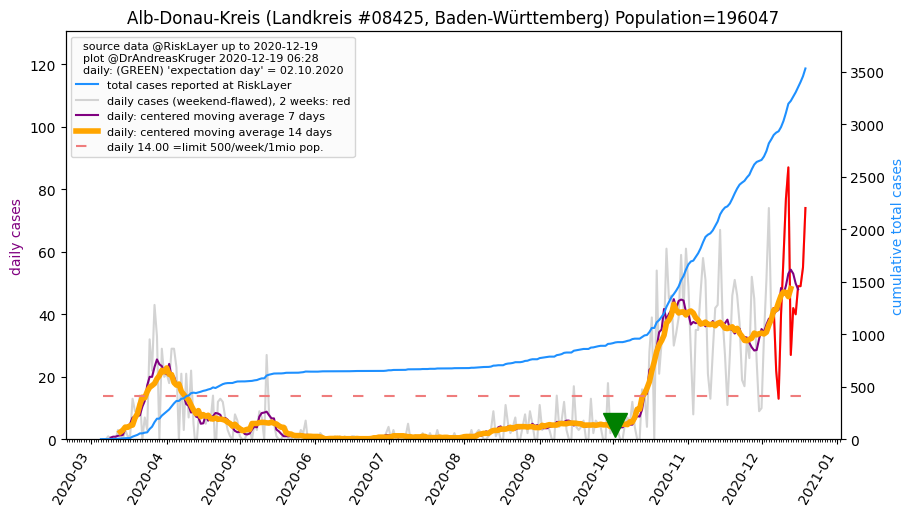 Alb-Donau-Kreis (Landkreis #08425, Baden-Württemberg) Population=196047
source data @RiskLayer up to 2020-12-19
plot @DrAndreasKruger 2020-12-19 06:28
daily: (GREEN) 'expectation day' = 02.10.2020
total cases reported at RiskLayer
daily cases (weekend-flawed), 2 weeks: red
daily: centered moving average 7 days
daily: centered moving average 14 days
daily 14.00 =limit 500/week/1mio pop.
daily cases
120
100
80
60
40
20
0
cumulative total cases
3500
3000
2500
2000
1500
1000
500
0
2020-03
2020-04
2020-05
2020-06
2020-07
2020-08
2020-09
2020-10
2020-11
2020-12
2021-01